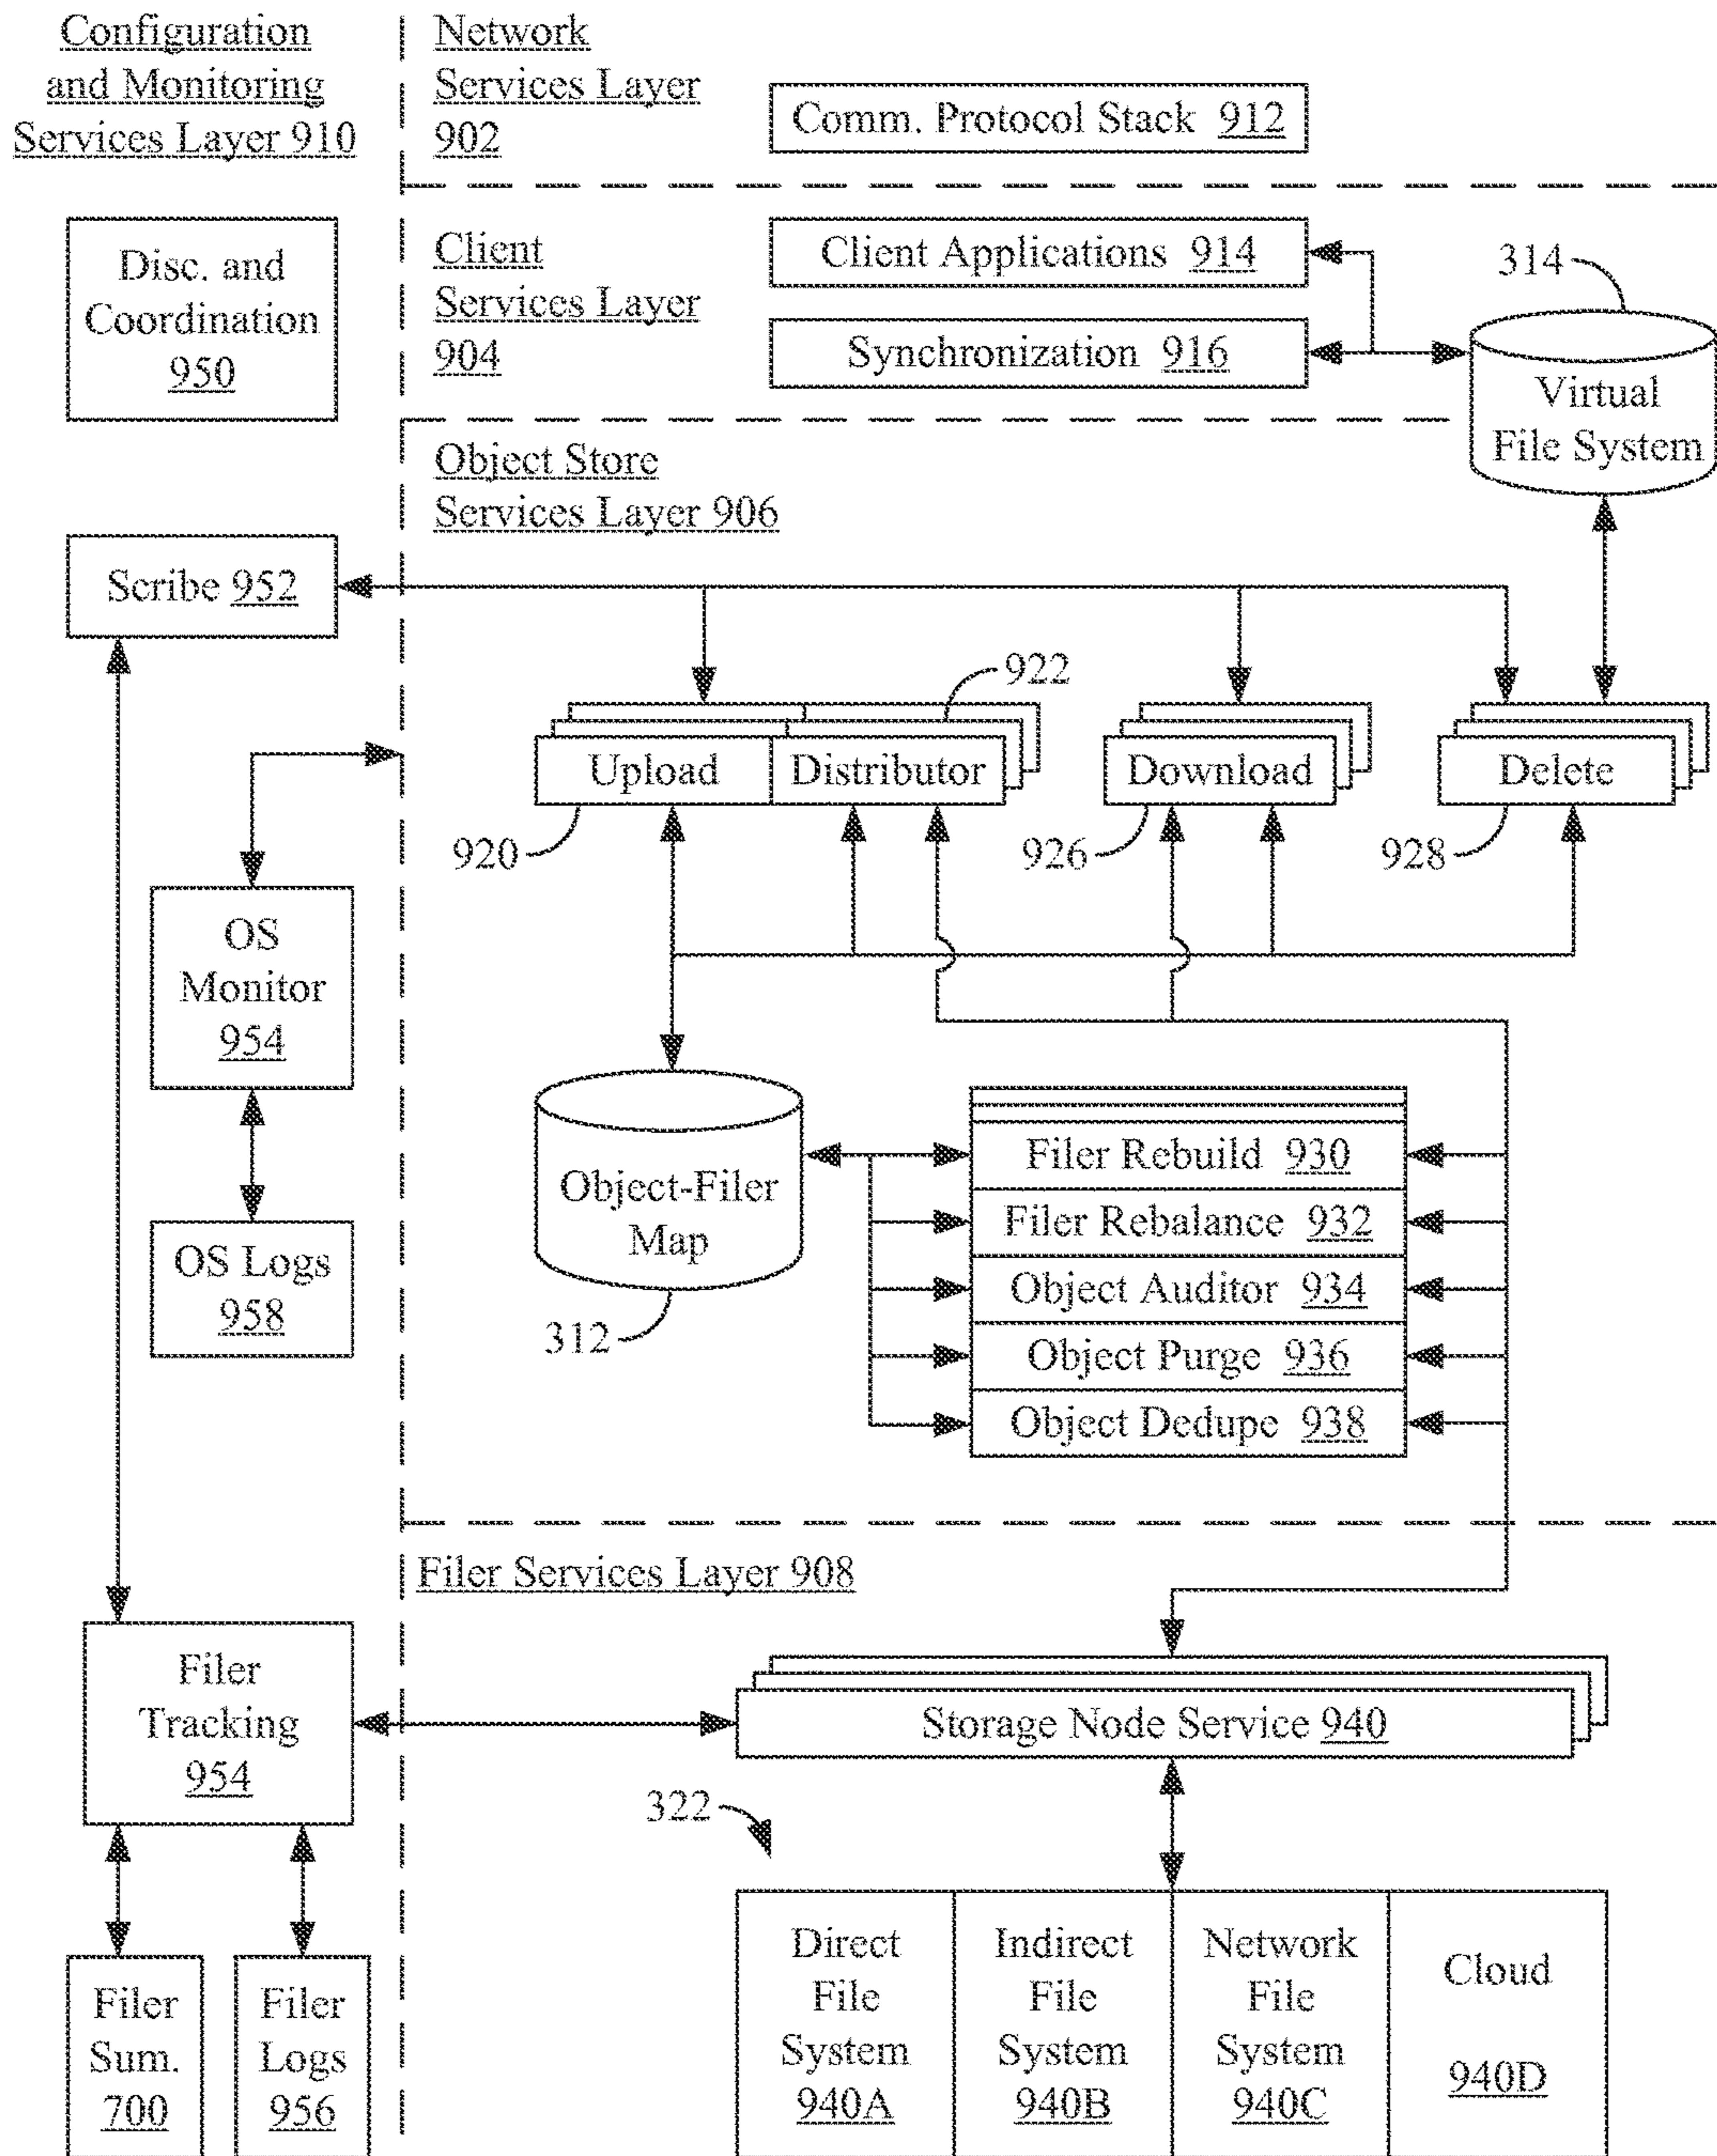 Configuration
and Monitoring
Services Layer 910
Network
Services Layer
902
Comm. Protocol Stack 912
Disc. and
Coordination
950
Client
Services Layer
904
Client Applications 914
Synchronization 916
314
Virtual
File System
Object Store
Services Layer 906
Scribe 952
922
Upload
Distributor
Download
Delete
920
926
928
OS
Monitor
954
OS Logs
958
Object-Filer
Map
312
Filer Rebuild 930
Filer Rebalance 932
Object Auditor 934
Object Purge 936
Object Dedupe 938
Filer Services Layer 908
Filer
Tracking
954
Storage Node Service 940
322
Filer
Sum.
700
Filer
Logs
956
Direct
File
System
940A
Indirect
File
System
940B
Network
File
System
940C
Cloud
940D